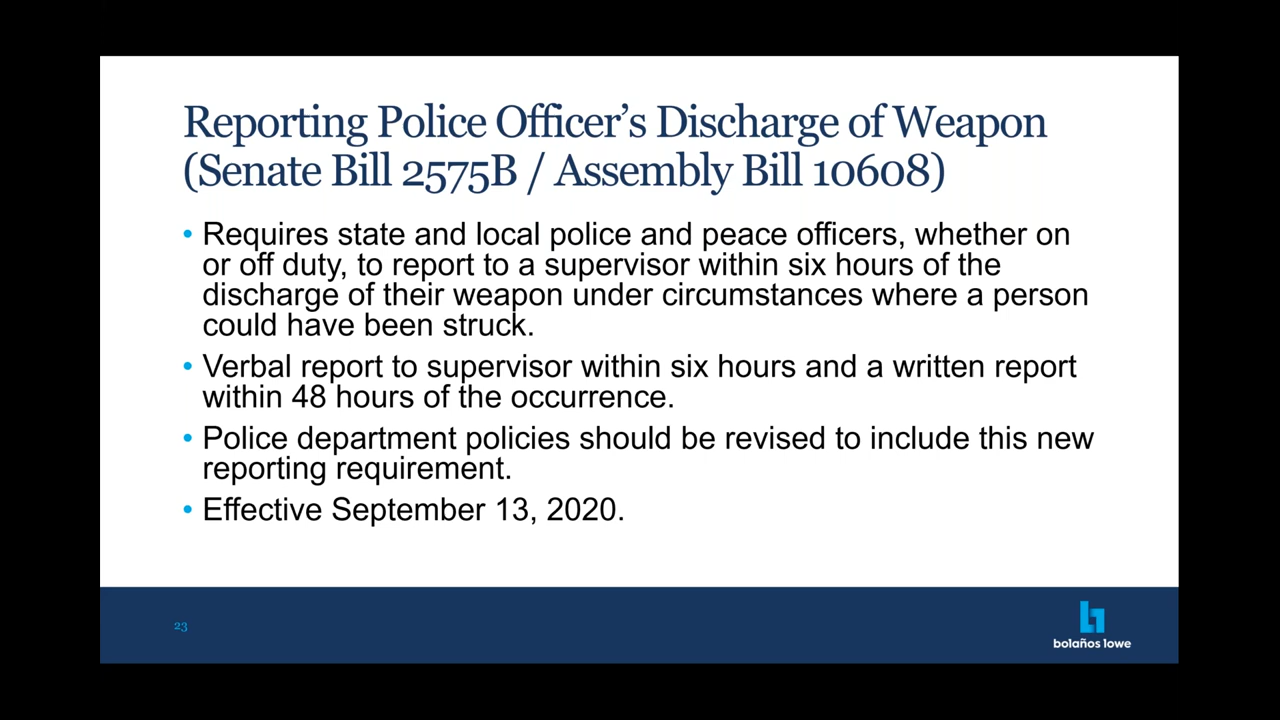 Reporting Police Officer’s Discharge of Weapon
(Senate Bill 2575B / Assembly Bill 10608)
• Requires state and local police and peace officers, whether on
or off duty, to report to a supervisor within six hours of the
discharge of their weapon under circumstances where a person
could have been struck.
• Verbal report to supervisor within six hours and a written report
within 48 hours of the occurrence.
• Police department policies should be revised to include this new
reporting requirement.
• Effective September 13, 2020.
23
bolaños lowe